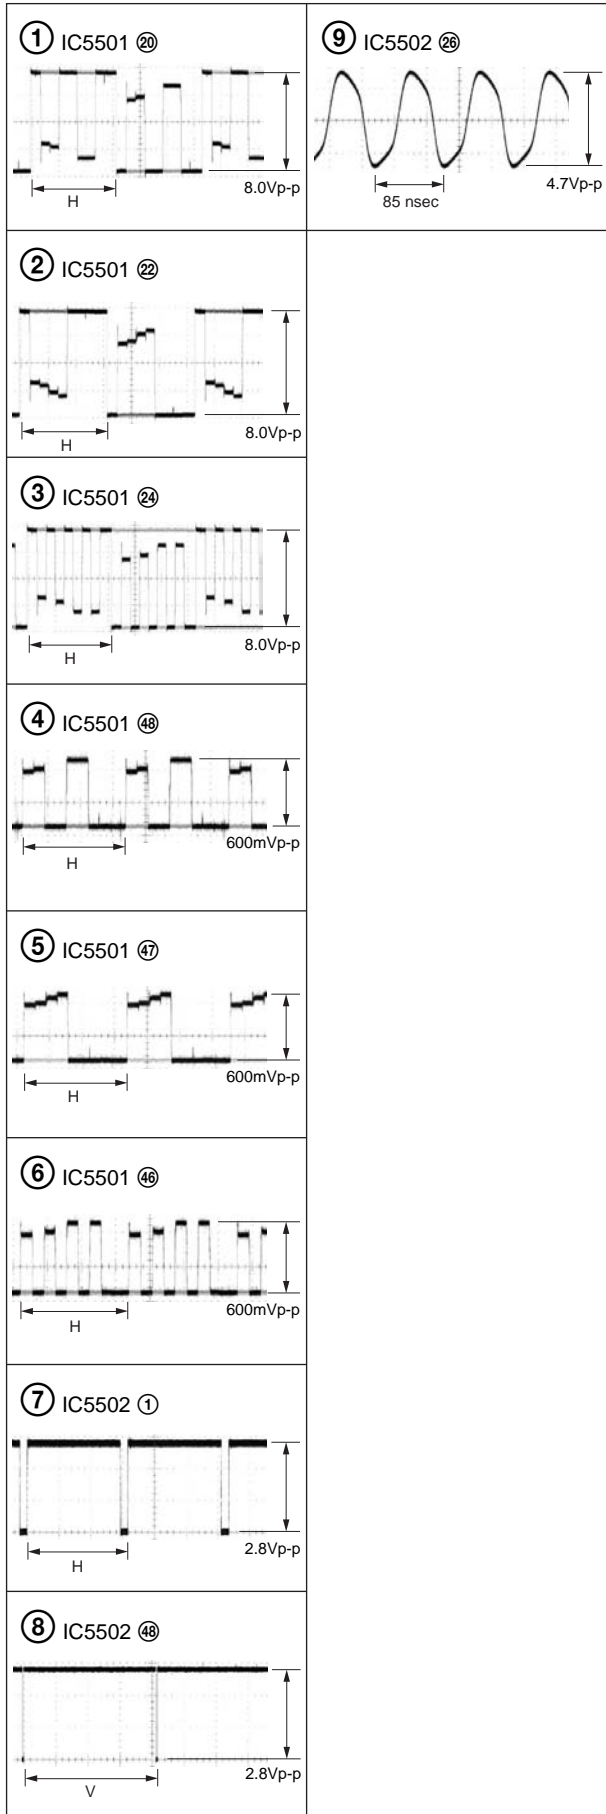 ① IC5501 ⑳
H
8.0Vp-p
② IC5501 ㉒
H
8.0Vp-p
③ IC5501 ㉔
H
8.0Vp-p
④ IC5501 ㊽
H
600mVp-p
⑤ IC5501 ㊼
H
600mVp-p
⑥ IC5501 ㊻
H
600mVp-p
⑦ IC5502 ①
H
2.8Vp-p
⑧ IC5502 ㊽
V
2.8Vp-p
⑨ IC5502 ㉖
4.7Vp-p
85 nsec